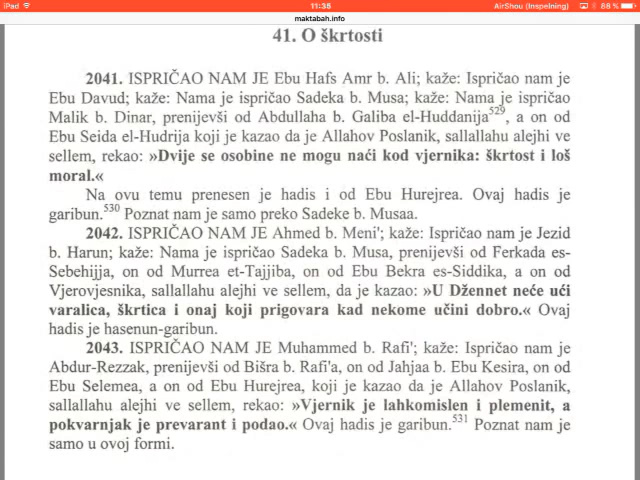 iPad
11:35
AirShou (Inspelning)
68 %
maktabah.info
41. O škrtosti
2041. ISPRIČAO NAM JE Ebu Hafs Amr b. Ali; kaže: Ispričao nam je
Ebu Davud; kaže: Nama je ispričao Sadeka b. Musa; kaže: Nama je ispričao
Malik b. Dinar, prenijevši od Abdullaha b. Galiba el-Huddanija529, a on od
Ebu Seida el-Hudrija koji je kazao da je Allahov Poslanik, sallallahu alejhi ve
sellem, rekao: »Dvije se osobine ne mogu naći kod vjernika: škrtost i loš
moral.«
Na ovu temu prenesen je hadis i od Ebu Hurejrea. Ovaj hadis je
garibun.530 Poznat nam je samo preko Sadeke b. Musaa.
2042. ISPRIČAO NAM JE Ahmed b. Meni'; kaže: Ispričao nam je Jezid
b. Harun; kaže: Nama je ispričao Sadeka b. Musa, prenijevši od Ferkada es-
Sebehijja, on od Murrea et-Tajjiba, on od Ebu Bekra es-Siddika, a on od
Vjerovjesnika, sallallahu alejhi ve sellem, da je kazao: »U Džennet neće ući
varalica, škrtica i onaj koji prigovara kad nekome učini dobro.« Ovaj
hadis je hasenun-garibun.
2043. ISPRIČAO NAM JE Muhammed b. Rafi'; kaže: Ispričao nam je
Abdur-Rezzak, prenijevši od Bišra b. Rafi'a, on od Jahjaa b. Ebu Kesira, on od
Ebu Selemea, a on od Ebu Hurejrea, koji je kazao da je Allahov Poslanik,
sallallahu alejhi ve sellem, rekao: »Vjernik je lahkomislen i plemenit, a
pokvarnjak je prevarant i podao.« Ovaj hadis je garibun.531 Poznat nam je
samo u ovoj formi.